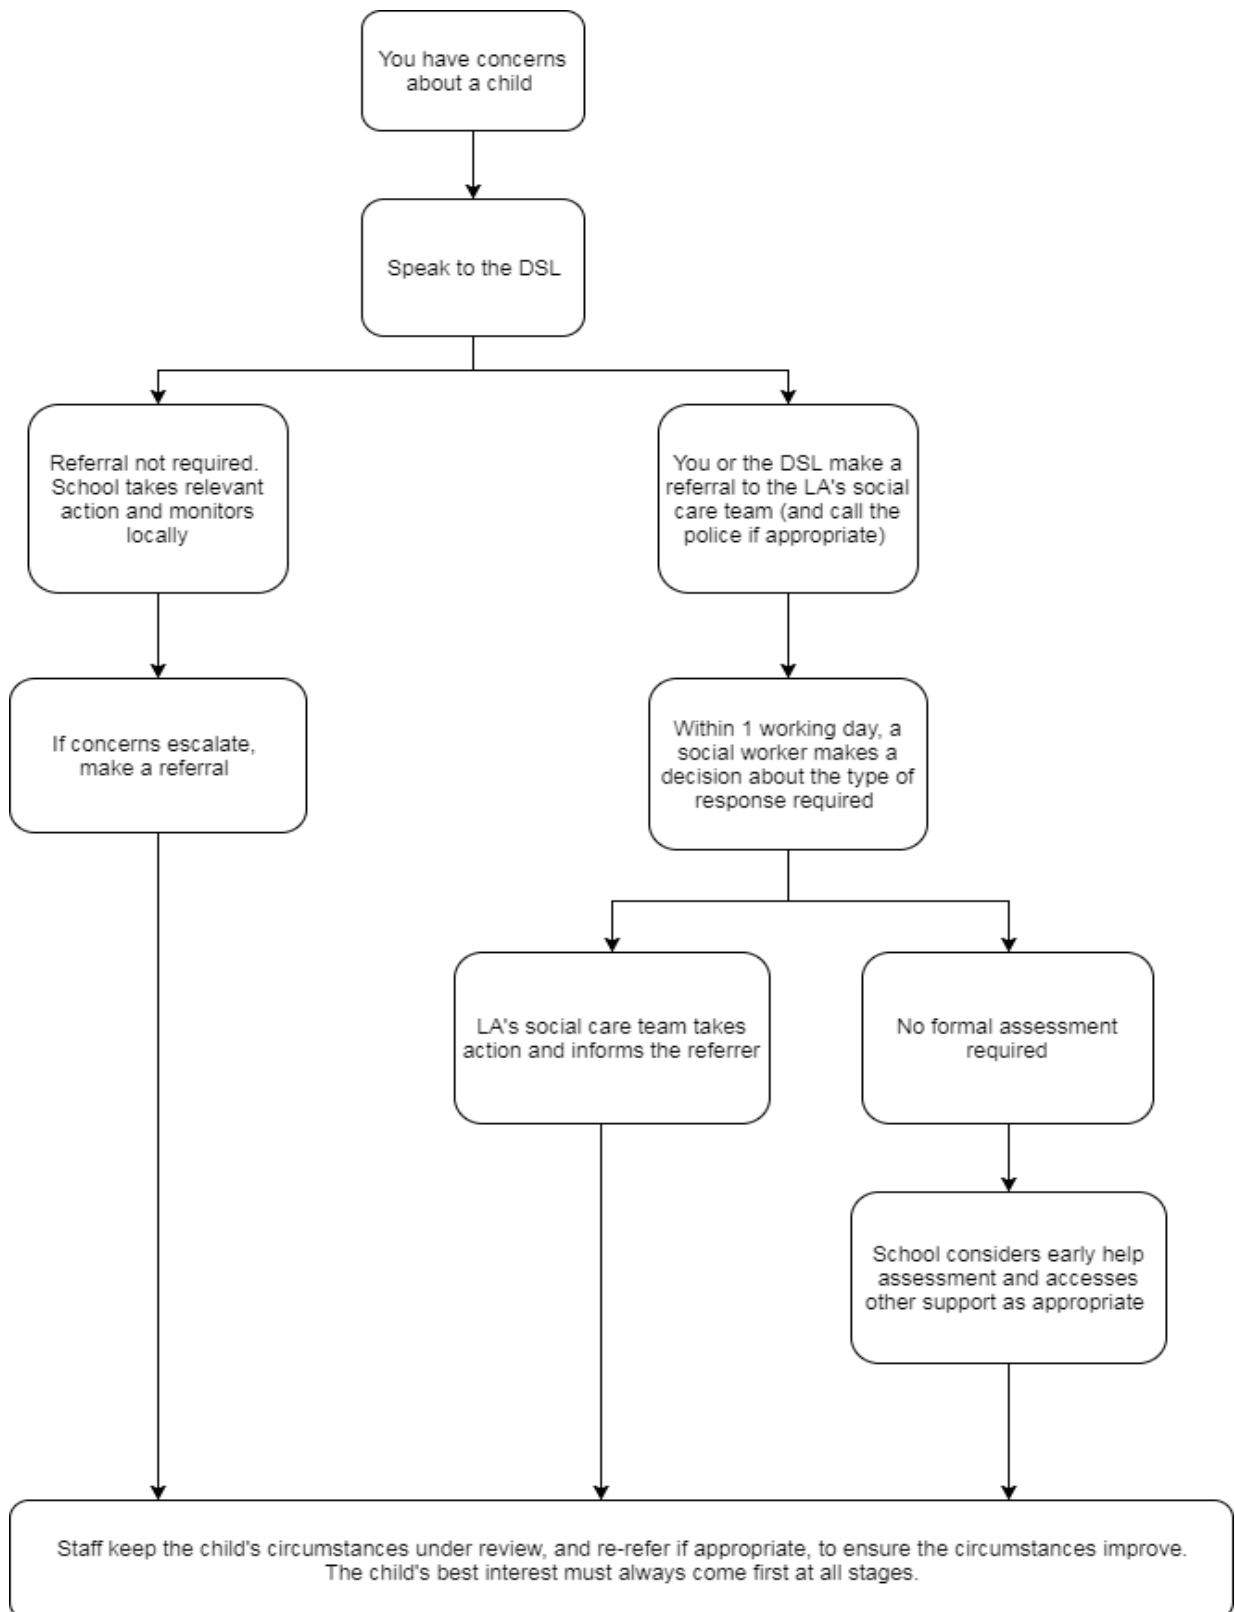 You have concerns
about a child
Speak to the DSL
Referral not required.
School takes relevant
action and monitors
locally
You or the DSL make a
referral to the LA's social
care team (and call the
police if appropriate)
If concerns escalate,
make a referral
Within 1 working day, a
social worker makes a
decision about the type of
response required
LA's social care team takes
action and informs the referrer
No formal assessment
required
School considers early help
assessment and accesses
other support as appropriate
Staff keep the child's circumstances under review, and re-refer if appropriate, to ensure the circumstances improve.
The child's best interest must always come first at all stages.